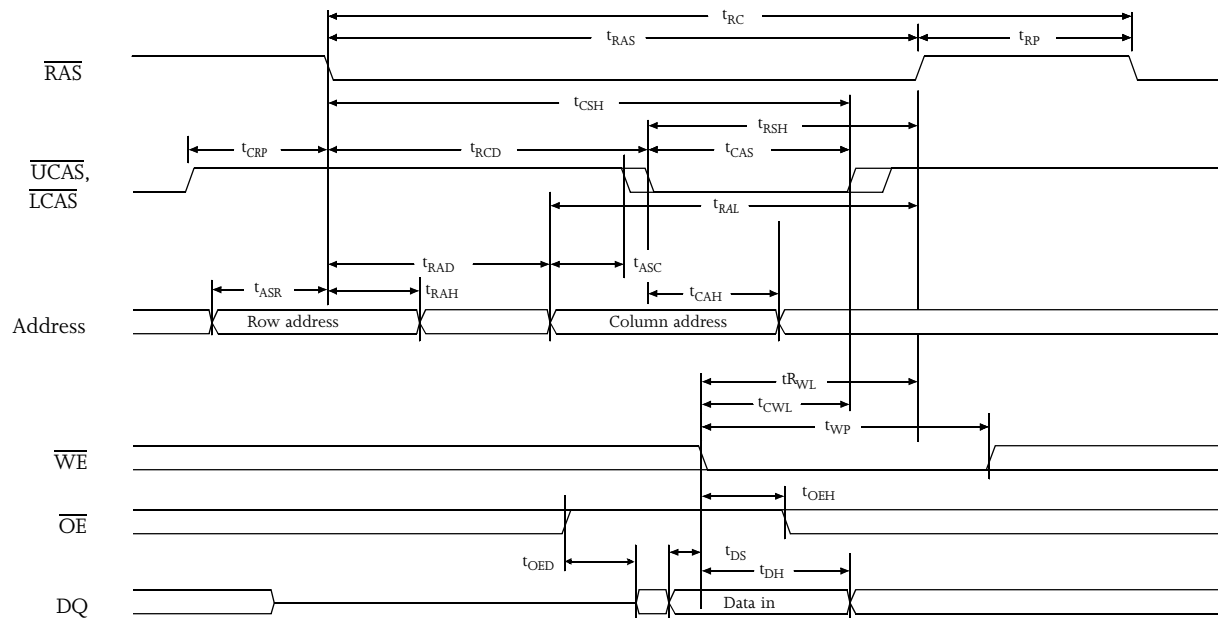 tRC
tRAS
tRP
RAS
tCSH
tRSH
tCRP
tRCD
tCAS
UCAS,
LCAS
tRAL
tRAD
tASC
tASR
tRAH
tCAH
Address
Row address
Column address
tRWL
tCWL
tWP
WE
tOEH
OE
tOED
tDS
tDH
DQ
Data in